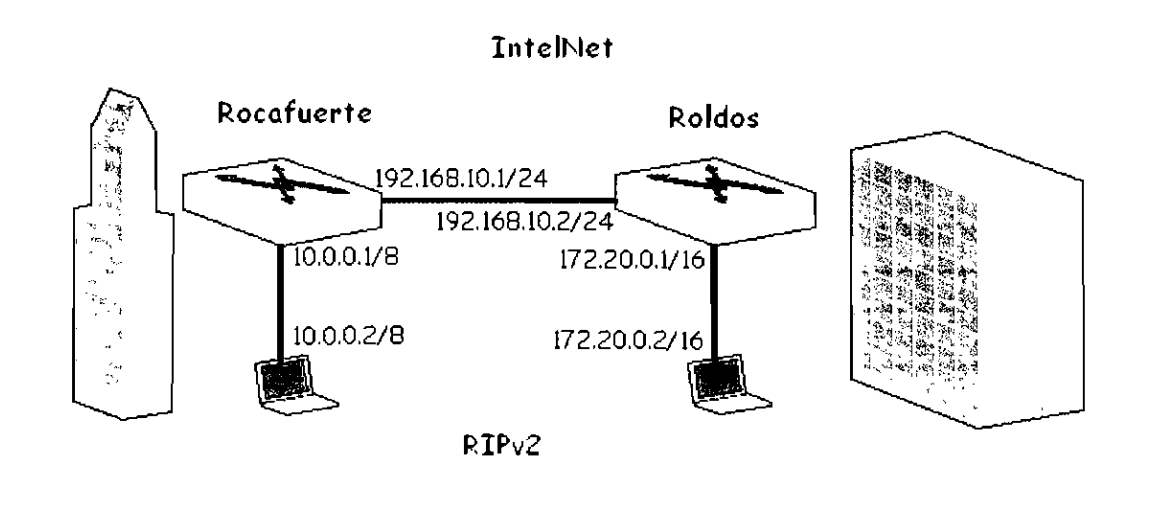 IntelNet
Rocafuerte
Roldos
192.168.10.1/24
192.168.10.2/24
10.0.0.1/8
172.20.0.1/16
10.0.0.2/8
172.20.0.2/16
RIPv2